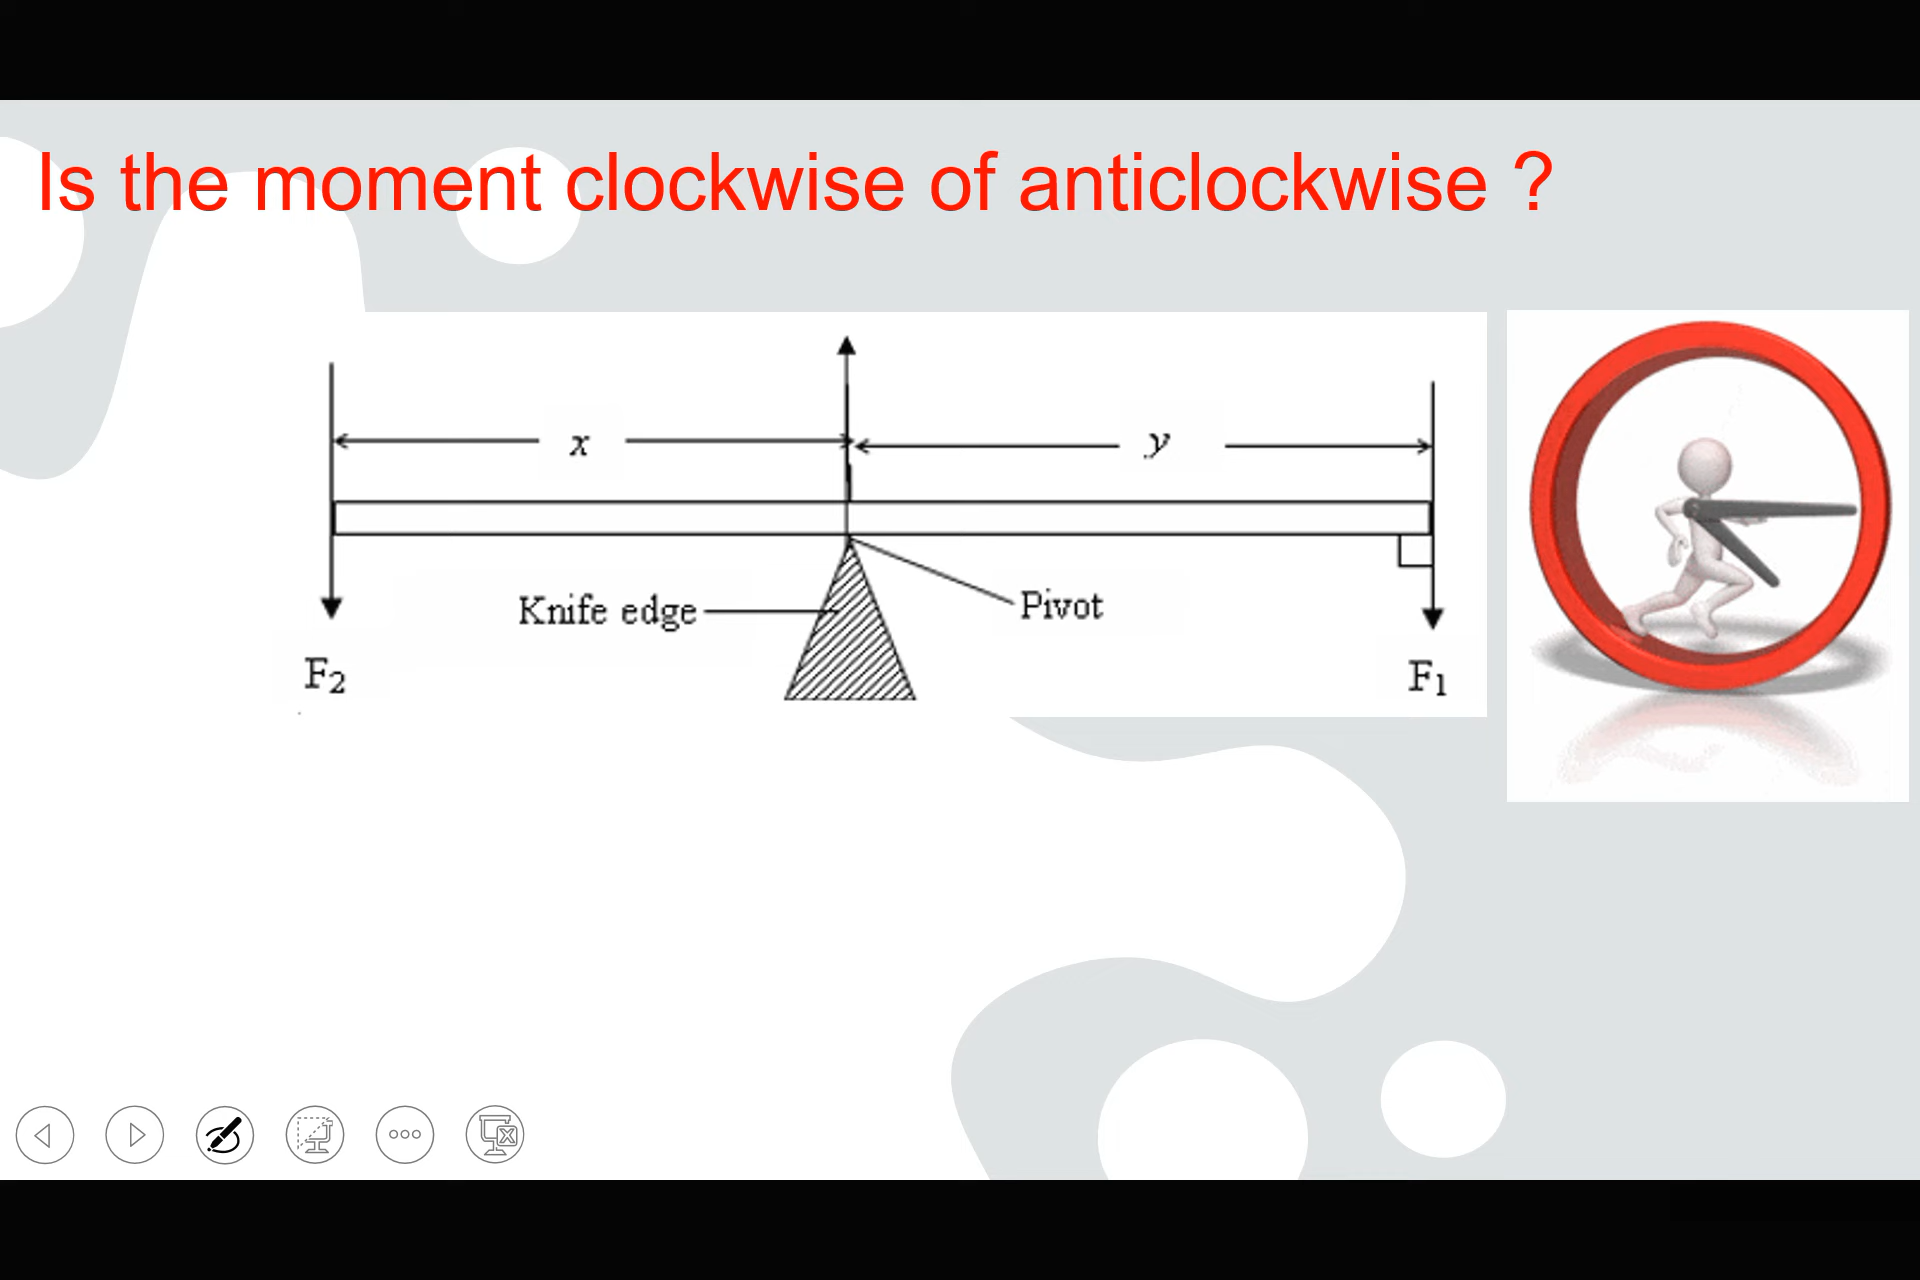 Is the moment clockwise of anticlockwise ?
x
y
Knife edge
Pivot
F2
F1